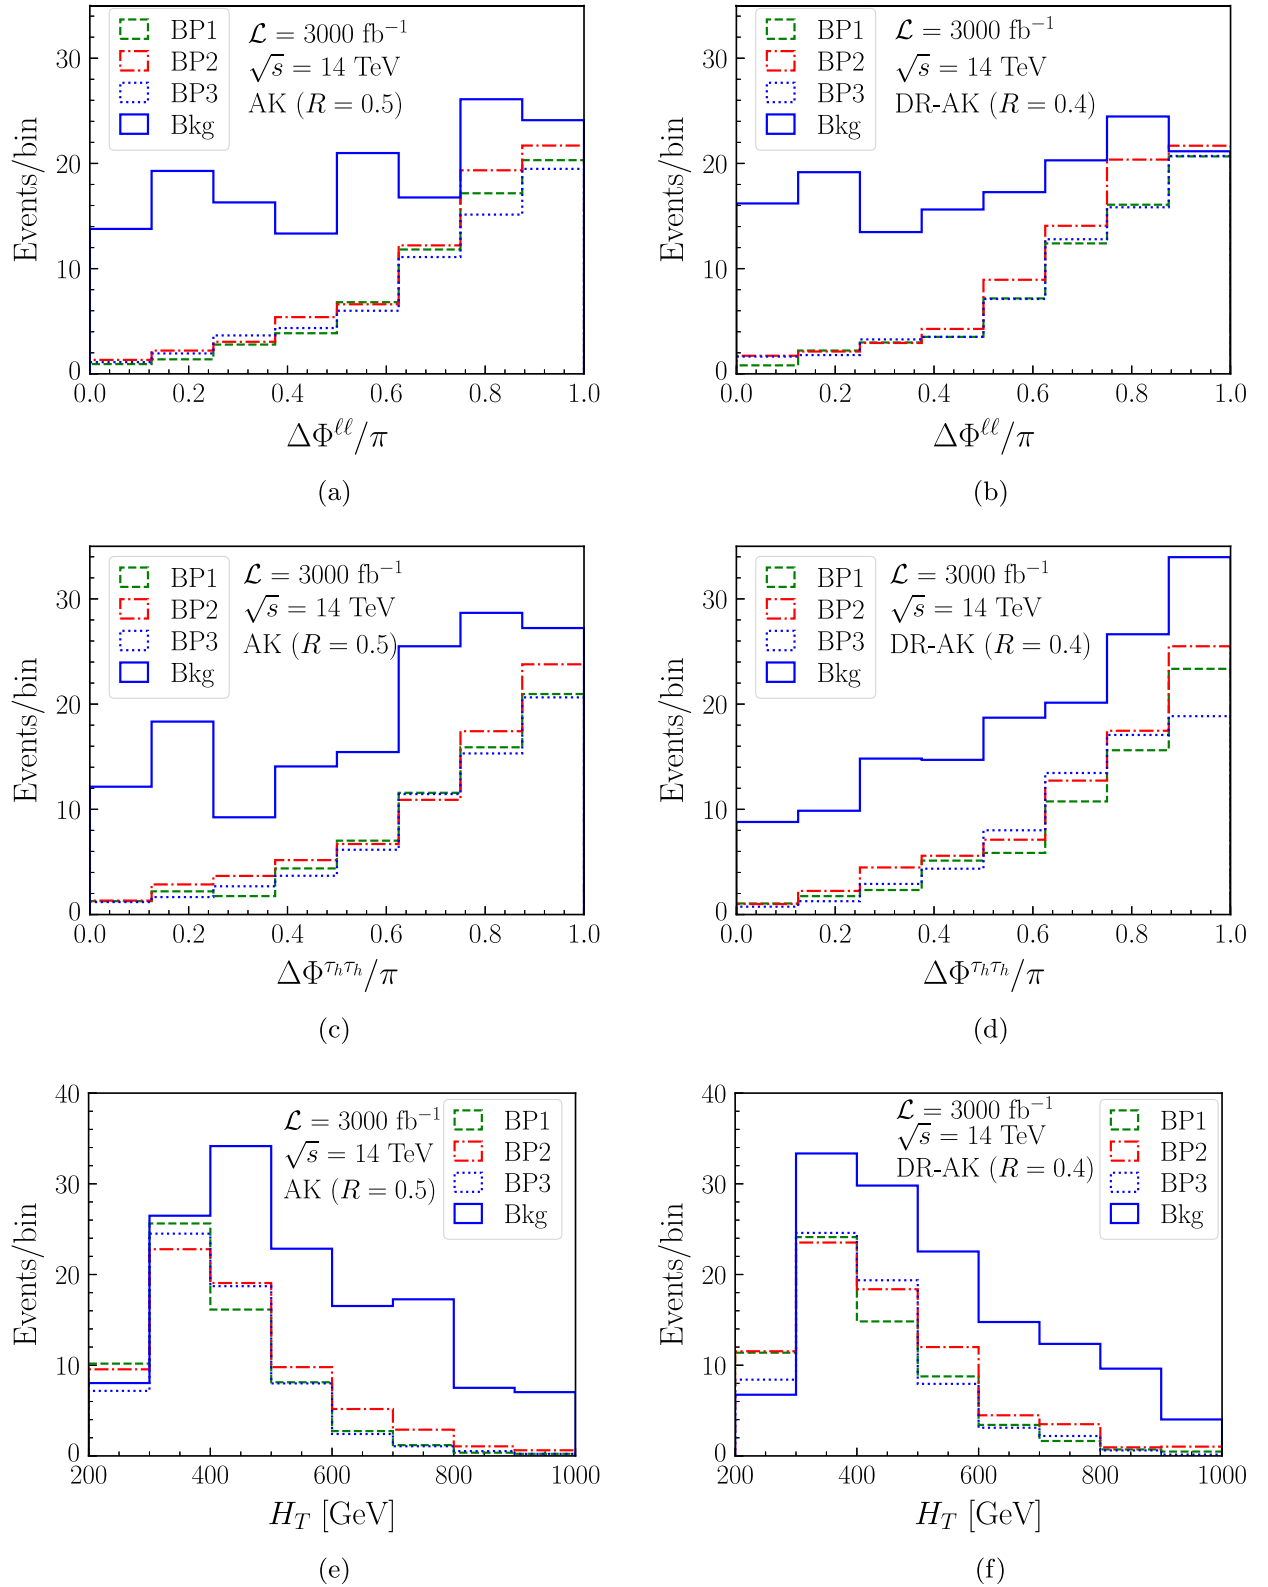 BP1
BP2
BP3
Bkg
ℒ = 3000 fb⁻¹
√s = 14 TeV
AK (R = 0.5)
Events/bin
0
10
20
30
0.0 0.2 0.4 0.6 0.8 1.0
ΔΦ^{ℓℓ}/π
(a)
BP1
BP2
BP3
Bkg
ℒ = 3000 fb⁻¹
√s = 14 TeV
DR-AK (R = 0.4)
Events/bin
0
10
20
30
0.0 0.2 0.4 0.6 0.8 1.0
ΔΦ^{ℓℓ}/π
(b)
BP1
BP2
BP3
Bkg
ℒ = 3000 fb⁻¹
√s = 14 TeV
AK (R = 0.5)
Events/bin
0
10
20
30
0.0 0.2 0.4 0.6 0.8 1.0
ΔΦ^{τ_hτ_h}/π
(c)
BP1
BP2
BP3
Bkg
ℒ = 3000 fb⁻¹
√s = 14 TeV
DR-AK (R = 0.4)
Events/bin
0
10
20
30
0.0 0.2 0.4 0.6 0.8 1.0
ΔΦ^{τ_hτ_h}/π
(d)
ℒ = 3000 fb⁻¹
√s = 14 TeV
AK (R = 0.5)
BP1
BP2
BP3
Bkg
Events/bin
0
10
20
30
40
200 400 600 800 1000
H_T [GeV]
(e)
ℒ = 3000 fb⁻¹
√s = 14 TeV
DR-AK (R = 0.4)
BP1
BP2
BP3
Bkg
Events/bin
0
10
20
30
40
200 400 600 800 1000
H_T [GeV]
(f)